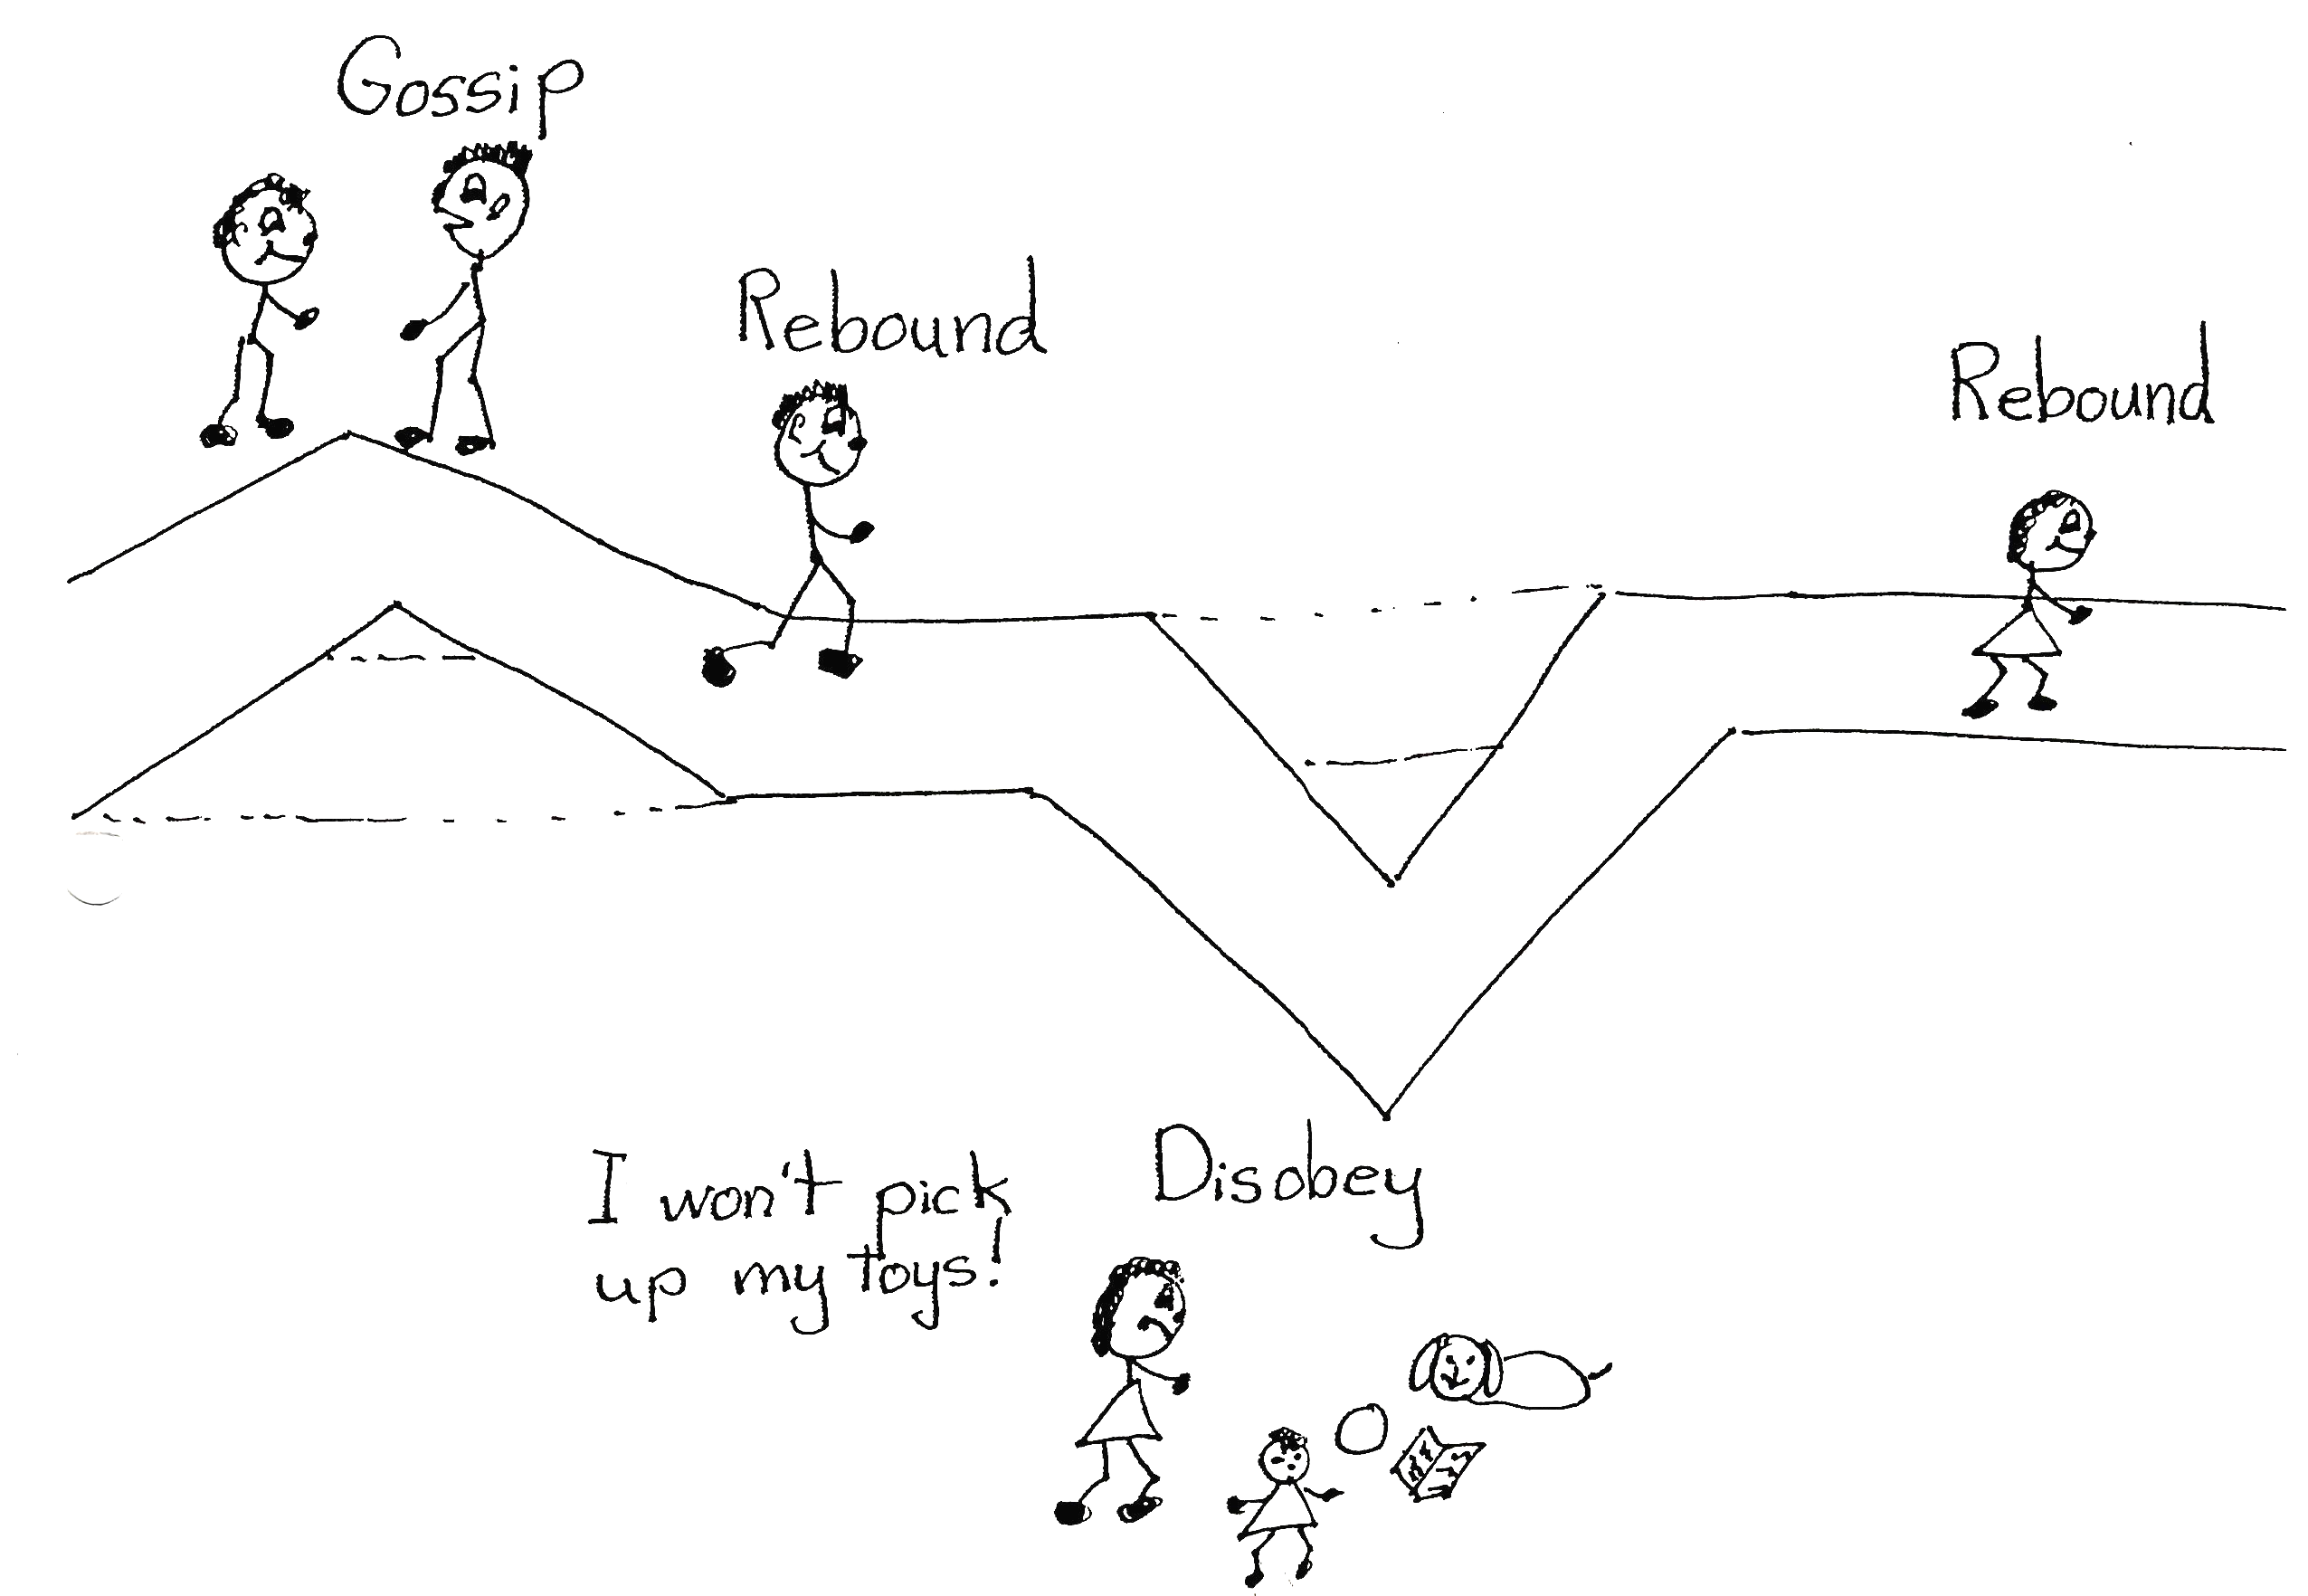 Gossip
Rebound
Rebound
I won't pick
up my toys!
Disobey